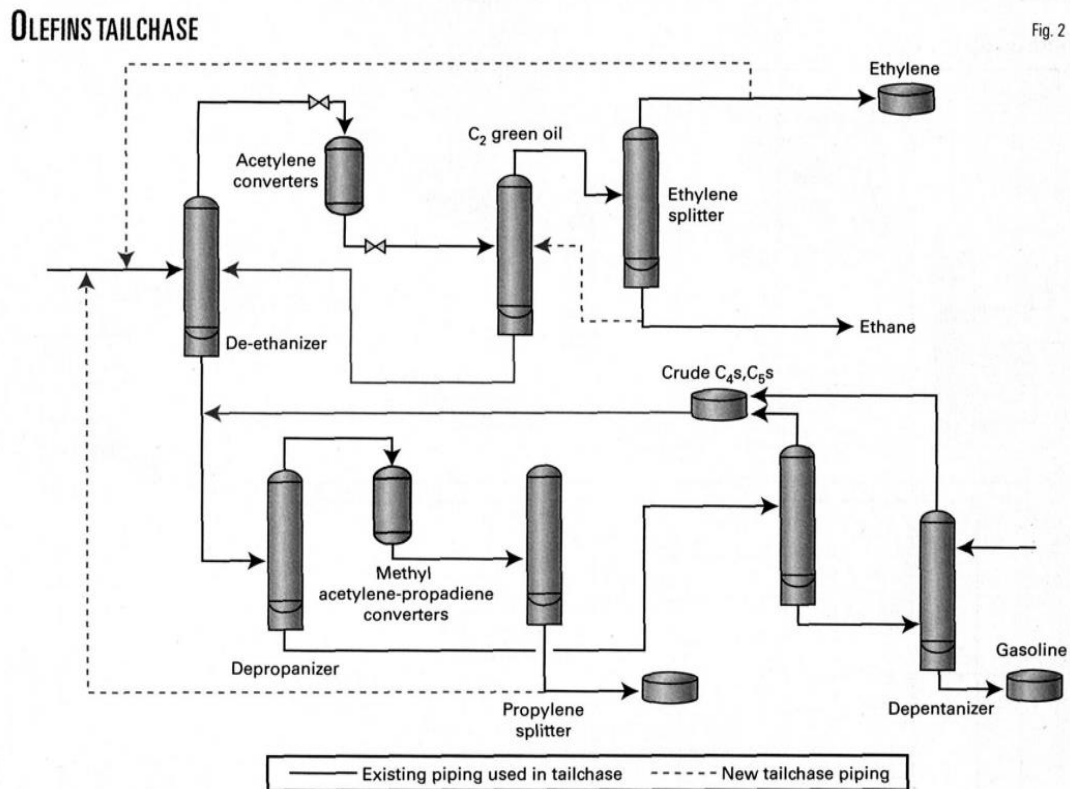 OLEFINS TAILCHASE
Fig. 2
Ethylene
C₂ green oil
Acetylene
converters
Ethylene
splitter
De-ethanizer
Ethane
Crude C₄s,C₅s
Methyl
acetylene-propadiene
converters
Depropanizer
Gasoline
Propylene
splitter
Depentanizer
Existing piping used in tailchase
New tailchase piping